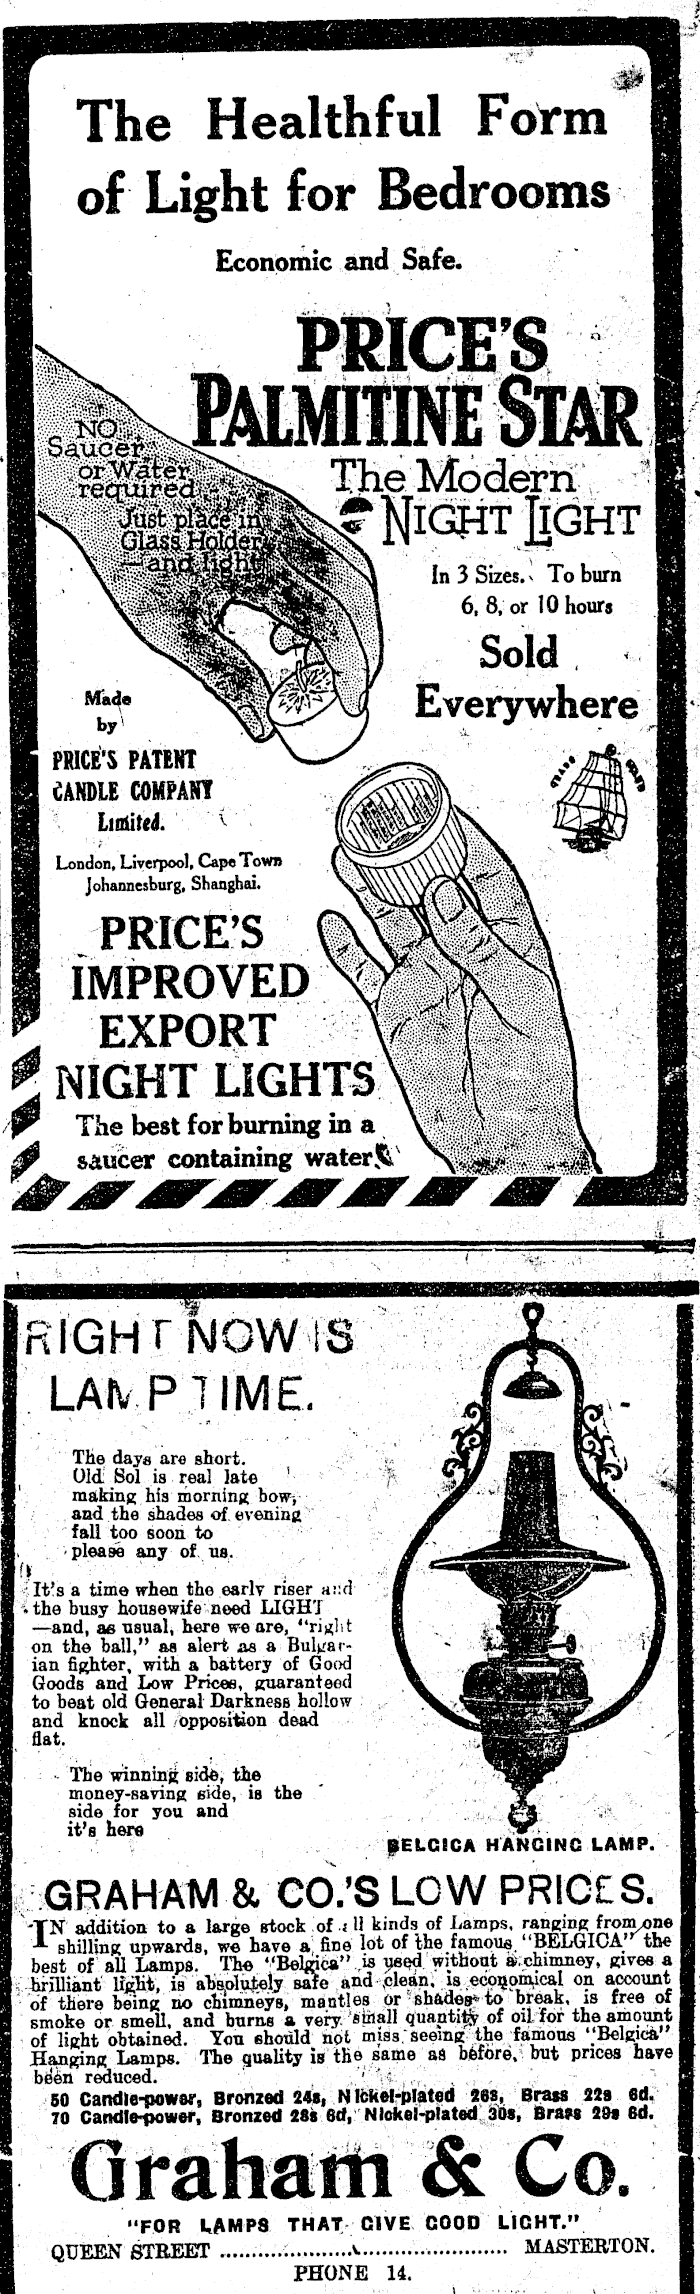 The Healthful Form
of Light for Bedrooms
Economic and Safe.
PRICE'S
PALMITINE STAR
The Modern
NIGHT LIGHT
NO
Saucer
or Water
required
Just place in
Glass Holder
—and light
In 3 Sizes. To burn
6, 8, or 10 hours
Sold
Everywhere
Made
by
PRICE'S PATENT
CANDLE COMPANY
Limited.
London, Liverpool, Cape Town
Johannesburg, Shanghai.
TRADE
PRICE'S
IMPROVED
EXPORT
NIGHT LIGHTS
The best for burning in a
saucer containing water.
RIGHT NOW IS
LAMP TIME.
The days are short.
Old Sol is real late
making his morning bow,
and the shades of evening
fall too soon to
please any of us.
It's a time when the early riser and
the busy housewife need LIGHT
—and, as usual, here we are, "right
on the ball," as alert as a Bulgar-
ian fighter, with a battery of Good
Goods and Low Prices, guaranteed
to beat old General Darkness hollow
and knock all opposition dead
flat.
The winning side, the
money-saving side, is the
side for you and
it's here
BELGICA HANGING LAMP.
GRAHAM & CO.'S LOW PRICES.
IN addition to a large stock of all kinds of Lamps, ranging from one
shilling upwards, we have a fine lot of the famous "BELGICA" the
best of all Lamps. The "Belgica" is used without a chimney, gives a
brilliant light, is absolutely safe and clean, is economical on account
of there being no chimneys, mantles or shades to break, is free of
smoke or smell, and burns a very small quantity of oil for the amount
of light obtained. You should not miss seeing the famous "Belgica"
Hanging Lamps. The quality is the same as before, but prices have
been reduced.
50 Candle-power, Bronzed 24s, Nickel-plated 26s, Brass 22s 6d.
70 Candle-power, Bronzed 28s 6d, Nickel-plated 30s, Brass 29s 6d.
Graham & Co.
"FOR LAMPS THAT GIVE GOOD LIGHT."
QUEEN STREET ........................................ MASTERTON.
PHONE 14.